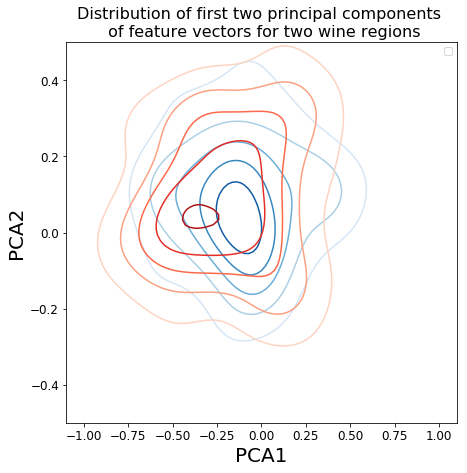 Distribution of first two principal components
of feature vectors for two wine regions
0.4
0.2
0.0
−0.2
−0.4
PCA2
−1.00 −0.75 −0.50 −0.25 0.00 0.25 0.50 0.75 1.00
PCA1